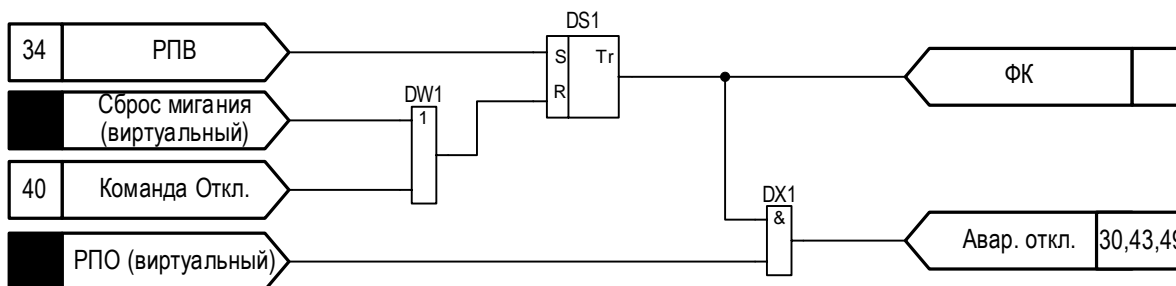 DS1
34 РПВ
S Tr
R
ФК
Сброс мигания
(виртуальный)
DW1
1
40 Команда Откл.
DX1
&
РПО (виртуальный)
Авар. откл. 30,43,49